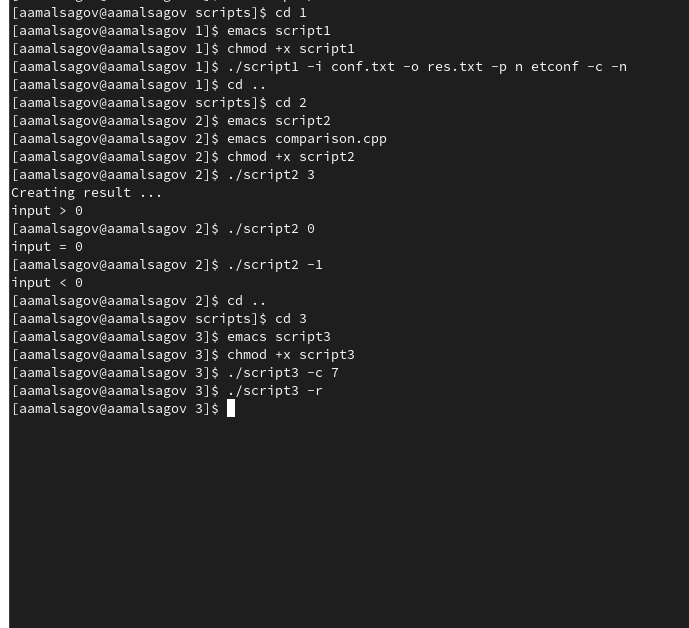 [aamalsagov@aamalsagov scripts]$ cd 1
[aamalsagov@aamalsagov 1]$ emacs script1
[aamalsagov@aamalsagov 1]$ chmod +x script1
[aamalsagov@aamalsagov 1]$ ./script1 -i conf.txt -o res.txt -p n etconf -c -n
[aamalsagov@aamalsagov 1]$ cd ..
[aamalsagov@aamalsagov scripts]$ cd 2
[aamalsagov@aamalsagov 2]$ emacs script2
[aamalsagov@aamalsagov 2]$ emacs comparison.cpp
[aamalsagov@aamalsagov 2]$ chmod +x script2
[aamalsagov@aamalsagov 2]$ ./script2 3
Creating result ...
input > 0
[aamalsagov@aamalsagov 2]$ ./script2 0
input = 0
[aamalsagov@aamalsagov 2]$ ./script2 -1
input < 0
[aamalsagov@aamalsagov 2]$ cd ..
[aamalsagov@aamalsagov scripts]$ cd 3
[aamalsagov@aamalsagov 3]$ emacs script3
[aamalsagov@aamalsagov 3]$ chmod +x script3
[aamalsagov@aamalsagov 3]$ ./script3 -c 7
[aamalsagov@aamalsagov 3]$ ./script3 -r
[aamalsagov@aamalsagov 3]$